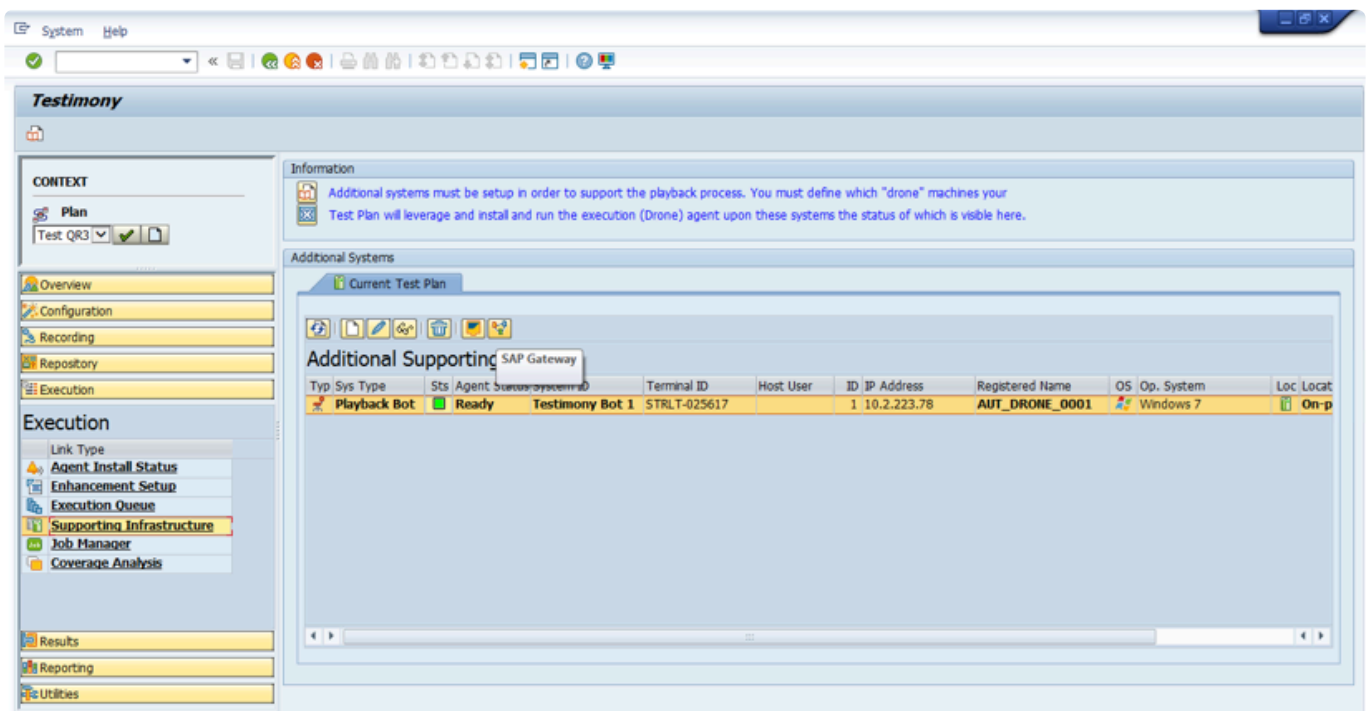 System Help
Testimony
CONTEXT
Plan
Test QR3
Overview
Configuration
Recording
Repository
Execution
Execution
Link Type
Agent Install Status
Enhancement Setup
Execution Queue
Supporting Infrastructure
Job Manager
Coverage Analysis
Results
Reporting
Utilities
Information
Additional systems must be setup in order to support the playback process. You must define which "drone" machines your
Test Plan will leverage and install and run the execution (Drone) agent upon these systems the status of which is visible here.
Additional Systems
Current Test Plan
Additional Supporting
SAP Gateway
Typ Sys Type Sts Agent Status System ID Terminal ID Host User ID IP Address Registered Name OS Op. System Loc Locat
Playback Bot Ready Testimony Bot 1 STRLT-025617 1 10.2.223.78 AUT_DRONE_0001 Windows 7 On-p